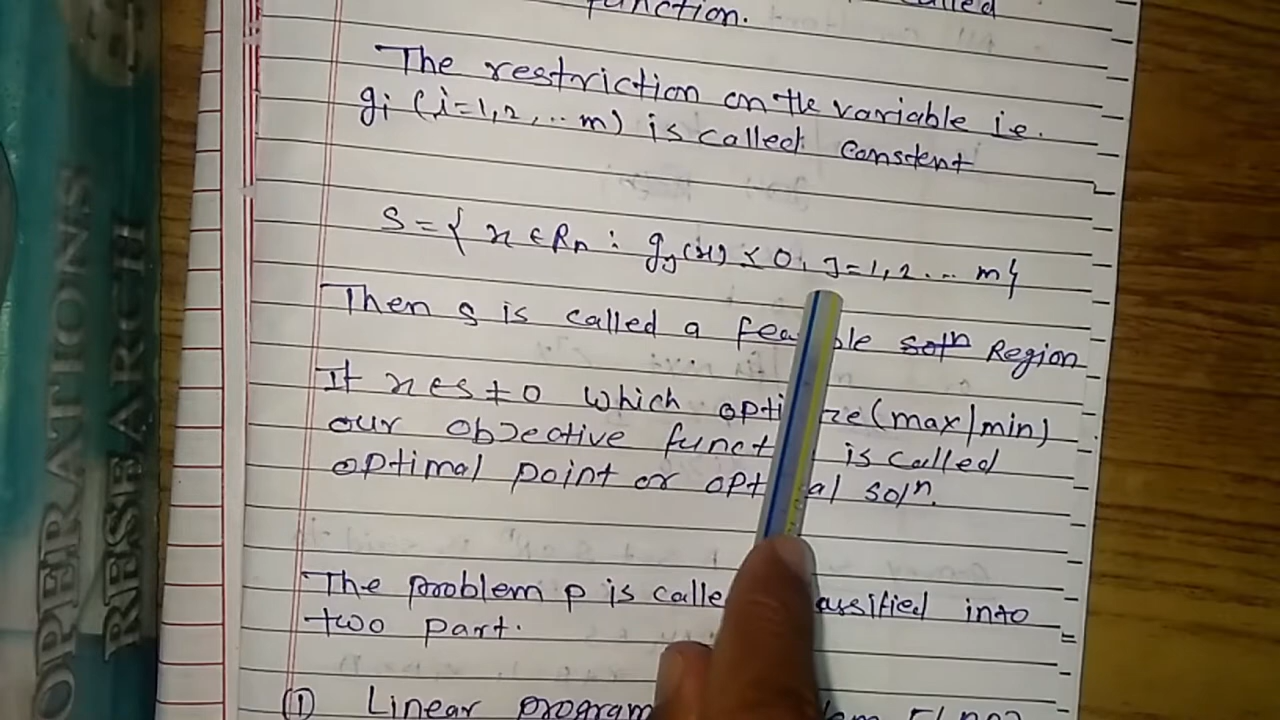 function.
The restriction on the variable i.e.
gi (i=1,2,.. m) is called constent
S = { x ∈ Rn : gj(x) < 0, J=1,2... m}
Then S is called a fea ble soln Region
If x ∈ S ≠ 0 which opti ze (max/min)
our objective funct is called
optimal point or opt al soln.
The problem p is calle assified into
two part.
(1) Linear program
OPERATIONS
RESEARCH